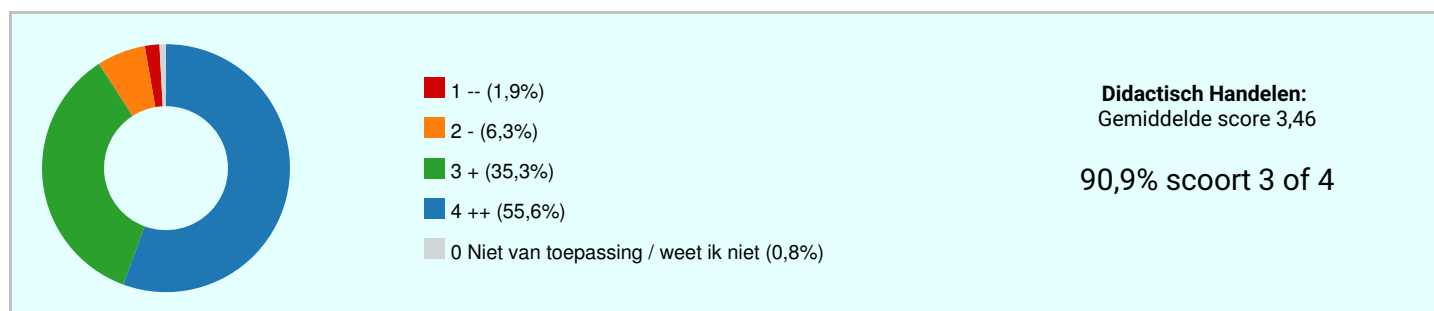 1 -- (1,9%)
2 - (6,3%)
3 + (35,3%)
4 ++ (55,6%)
0 Niet van toepassing / weet ik niet (0,8%)
Didactisch Handelen:
Gemiddelde score 3,46
90,9% scoort 3 of 4